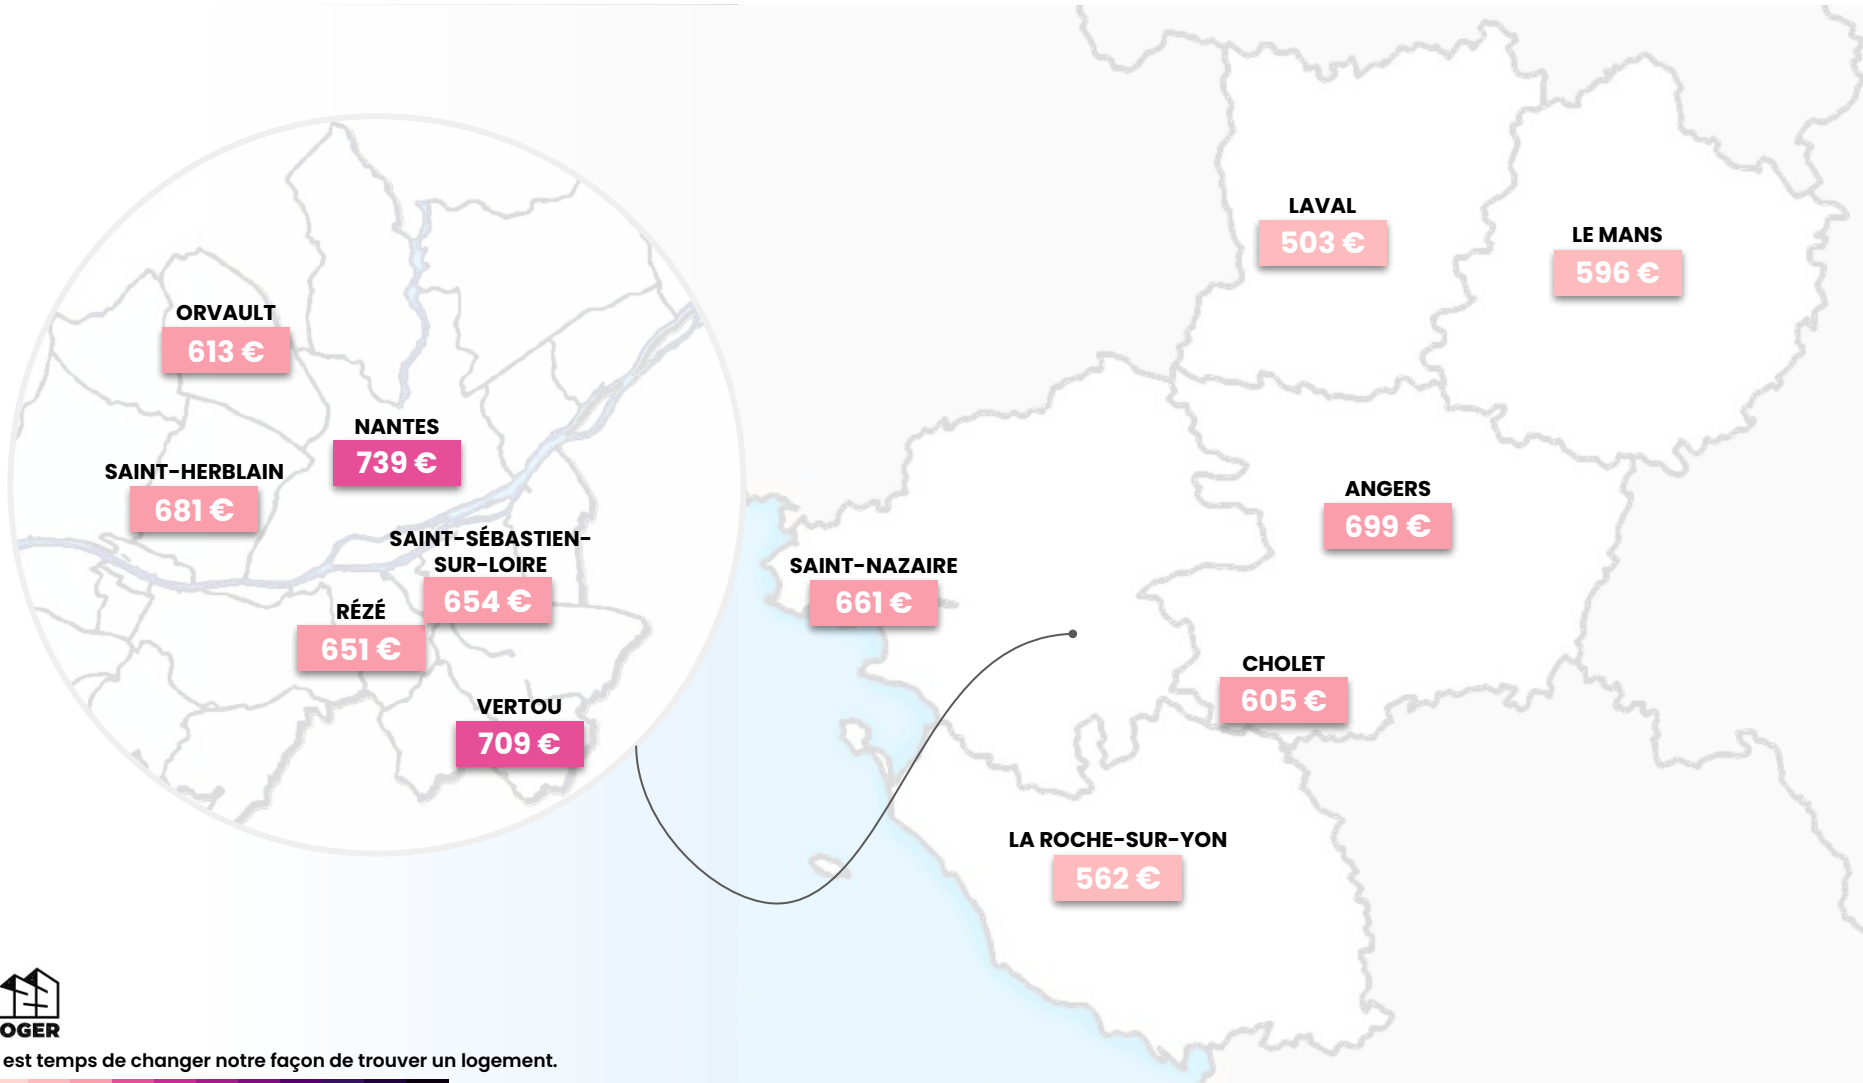 ORVAULT
613 €
NANTES
739 €
SAINT-HERBLAIN
681 €
SAINT-SÉBASTIEN-
SUR-LOIRE
654 €
RÉZÉ
651 €
VERTOU
709 €
LAVAL
503 €
LE MANS
596 €
ANGERS
699 €
SAINT-NAZAIRE
661 €
CHOLET
605 €
LA ROCHE-SUR-YON
562 €
OGER
est temps de changer notre façon de trouver un logement.